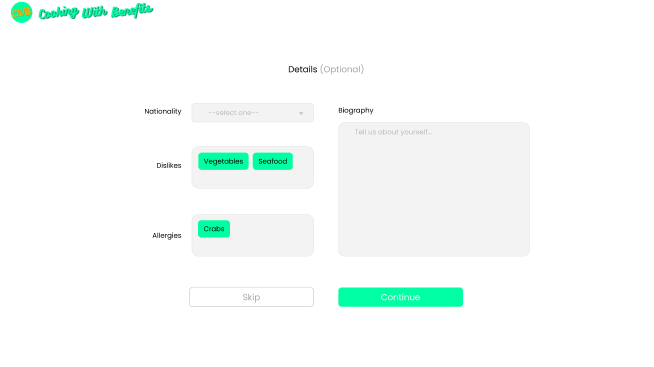 Cooking With Benefits
Details (Optional)
Nationality
--select one--
Dislikes
Vegetables Seafood
Allergies
Crabs
Biography
Tell us about yourself...
Skip
Continue